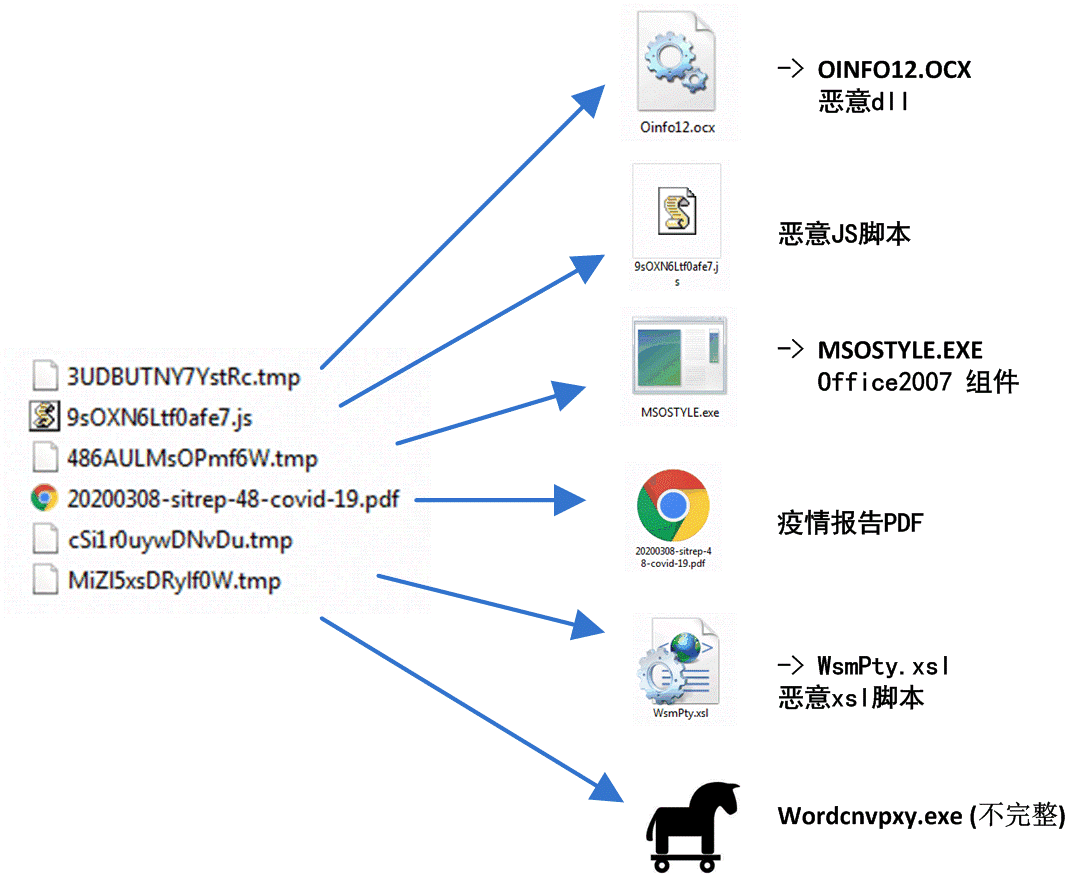 3UDBUTNY7YstRc.tmp
9sOXN6Ltf0afe7.js
486AULMsOPmf6W.tmp
20200308-sitrep-48-covid-19.pdf
cSi1r0uywDNvDu.tmp
MiZl5xsDRylf0W.tmp
Oinfo12.ocx
-> OINFO12.OCX
恶意dll
9sOXN6Ltf0afe7.j
s
恶意JS脚本
MSOSTYLE.exe
-> MSOSTYLE.EXE
Office2007 组件
20200308-sitrep-4
8-covid-19.pdf
疫情报告PDF
WsmPty.xsl
-> WsmPty.xsl
恶意xsl脚本
Wordcnvpxy.exe (不完整)